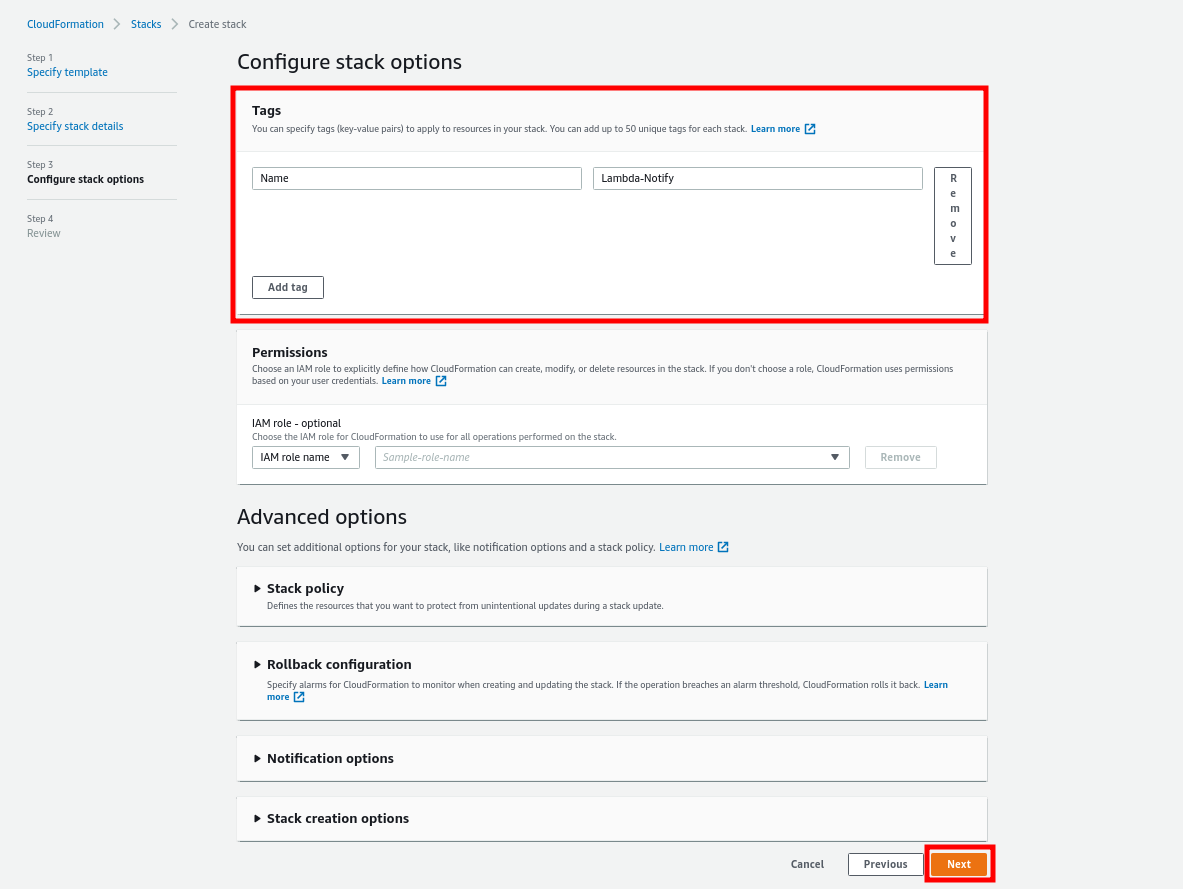 CloudFormation > Stacks > Create stack
Step 1
Specify template
Step 2
Specify stack details
Step 3
Configure stack options
Step 4
Review
Configure stack options
Tags
You can specify tags (key-value pairs) to apply to resources in your stack. You can add up to 50 unique tags for each stack. Learn more
Name
Lambda-Notify
Remove
Add tag
Permissions
Choose an IAM role to explicitly define how CloudFormation can create, modify, or delete resources in the stack. If you don't choose a role, CloudFormation uses permissions
based on your user credentials. Learn more
IAM role - optional
Choose the IAM role for CloudFormation to use for all operations performed on the stack.
IAM role name
Sample-role-name
Remove
Advanced options
You can set additional options for your stack, like notification options and a stack policy. Learn more
Stack policy
Defines the resources that you want to protect from unintentional updates during a stack update.
Rollback configuration
Specify alarms for CloudFormation to monitor when creating and updating the stack. If the operation breaches an alarm threshold, CloudFormation rolls it back. Learn
more
Notification options
Stack creation options
Cancel
Previous
Next